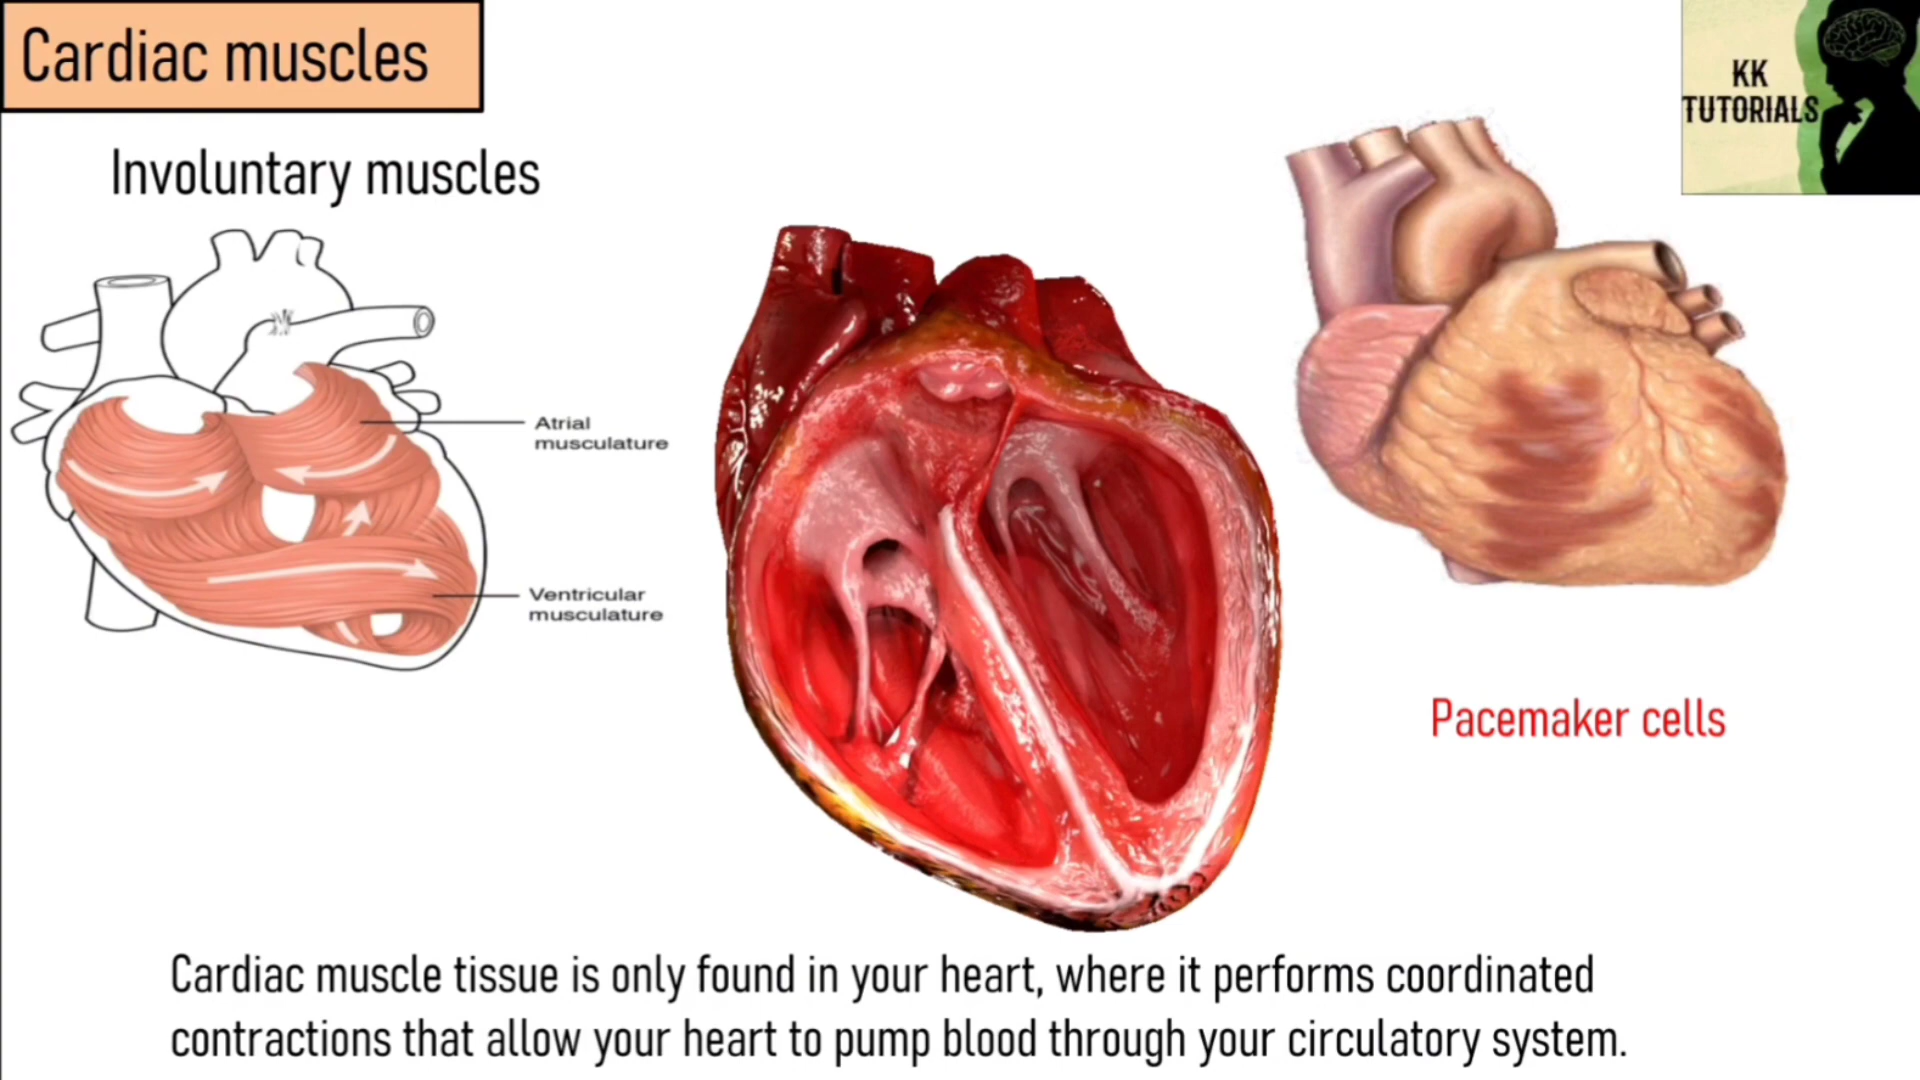 Cardiac muscles
KK
TUTORIALS
Involuntary muscles
Atrial
musculature
Ventricular
musculature
Pacemaker cells
Cardiac muscle tissue is only found in your heart, where it performs coordinated
contractions that allow your heart to pump blood through your circulatory system.